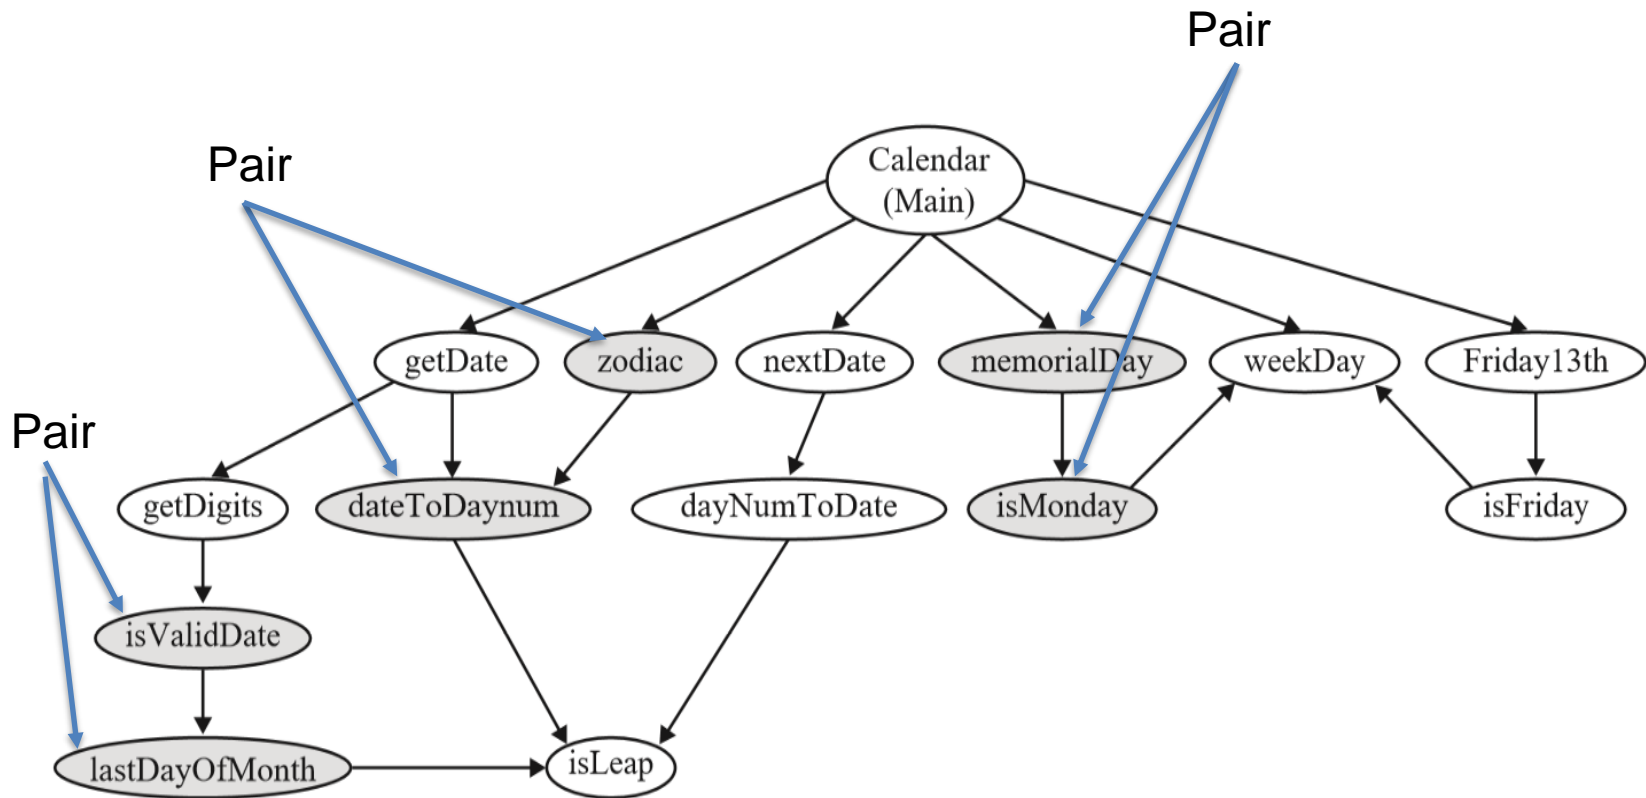 Pair
Pair
Calendar
(Main)
getDate
zodiac
nextDate
memorialDay
weekDay
Friday13th
Pair
getDigits
dateToDaynum
dayNumToDate
isMonday
isFriday
isValidDate
lastDayOfMonth
isLeap